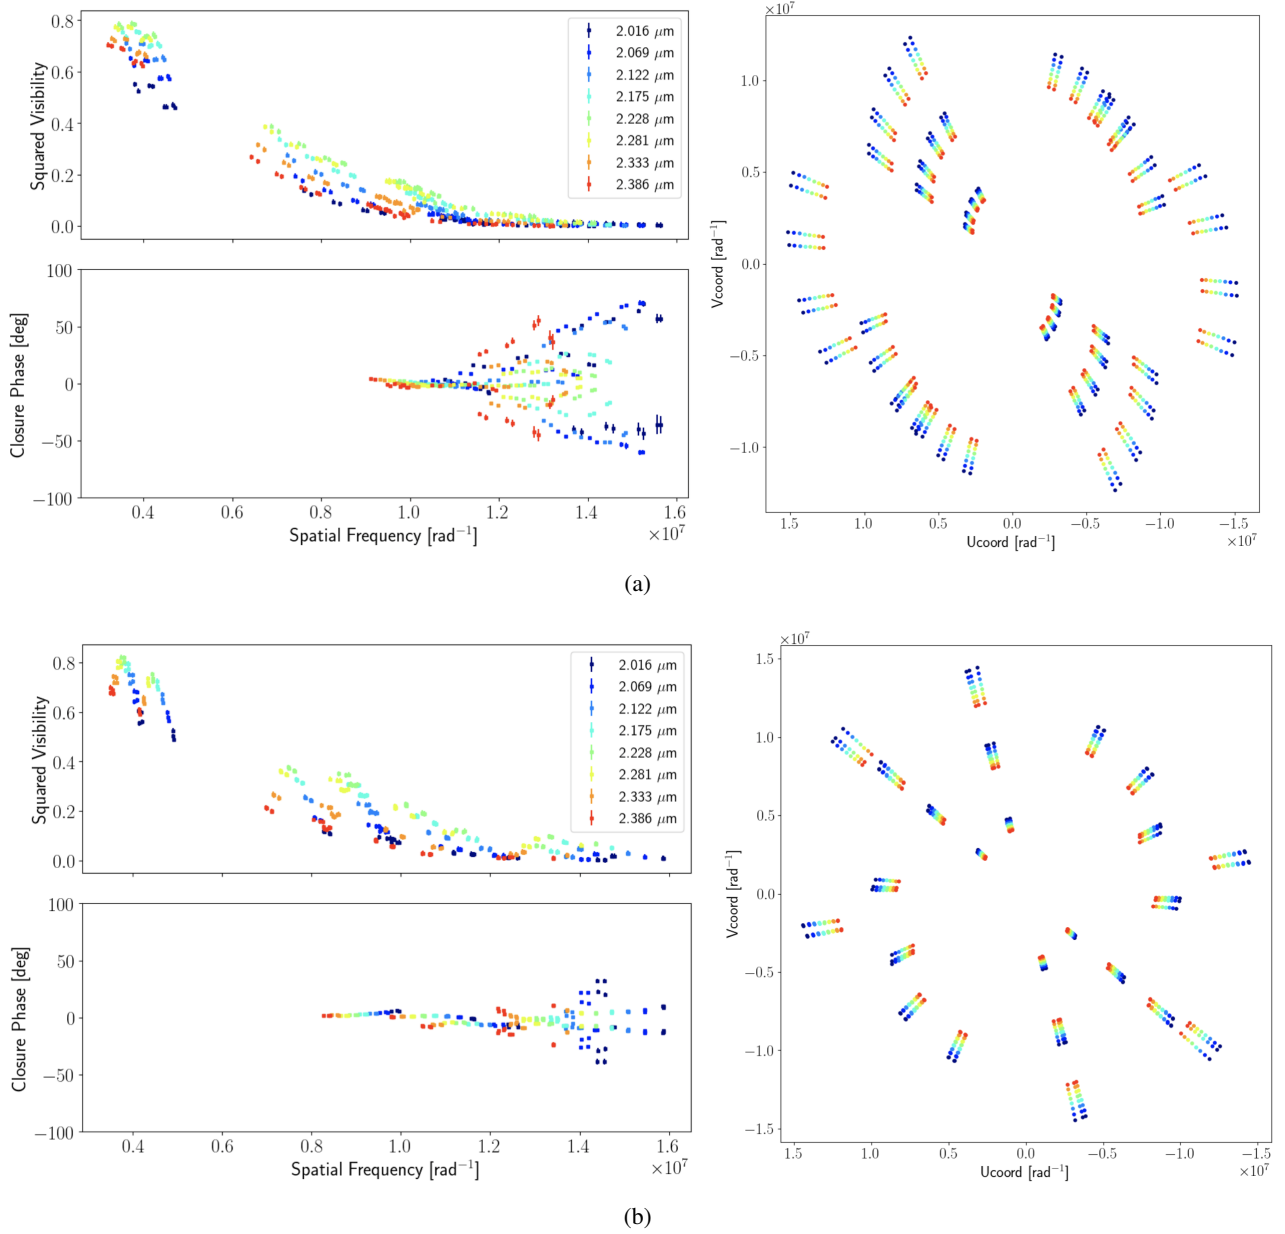 0.8
0.6
0.4
0.2
0.0
Squared Visibility
2.016 μm
2.069 μm
2.122 μm
2.175 μm
2.228 μm
2.281 μm
2.333 μm
2.386 μm
100
50
0
−50
−100
Closure Phase [deg]
0.4 0.6 0.8 1.0 1.2 1.4 1.6
×10⁷
Spatial Frequency [rad⁻¹]
×10⁷
1.0
0.5
0.0
−0.5
−1.0
Vcoord [rad⁻¹]
1.5 1.0 0.5 0.0 −0.5 −1.0 −1.5
×10⁷
Ucoord [rad⁻¹]
(a)
0.8
0.6
0.4
0.2
0.0
Squared Visibility
2.016 μm
2.069 μm
2.122 μm
2.175 μm
2.228 μm
2.281 μm
2.333 μm
2.386 μm
100
50
0
−50
−100
Closure Phase [deg]
0.4 0.6 0.8 1.0 1.2 1.4 1.6
×10⁷
Spatial Frequency [rad⁻¹]
×10⁷
1.5
1.0
0.5
0.0
−0.5
−1.0
−1.5
Vcoord [rad⁻¹]
1.5 1.0 0.5 0.0 −0.5 −1.0 −1.5
×10⁷
Ucoord [rad⁻¹]
(b)